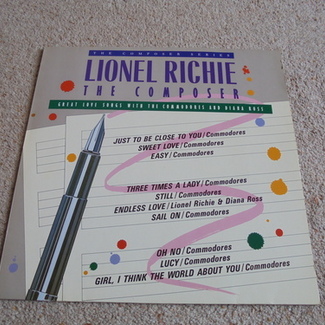 THE COMPOSER SERIES
LIONEL RICHIE
THE COMPOSER
GREAT LOVE SONGS WITH THE COMMODORES AND DIANA ROSS
JUST TO BE CLOSE TO YOU/Commodores
SWEET LOVE/Commodores
EASY/Commodores
THREE TIMES A LADY/Commodores
STILL/Commodores
ENDLESS LOVE/Lionel Richie & Diana Ross
SAIL ON/Commodores
OH NO/Commodores
LUCY/Commodores
GIRL, I THINK THE WORLD ABOUT YOU/Commodores